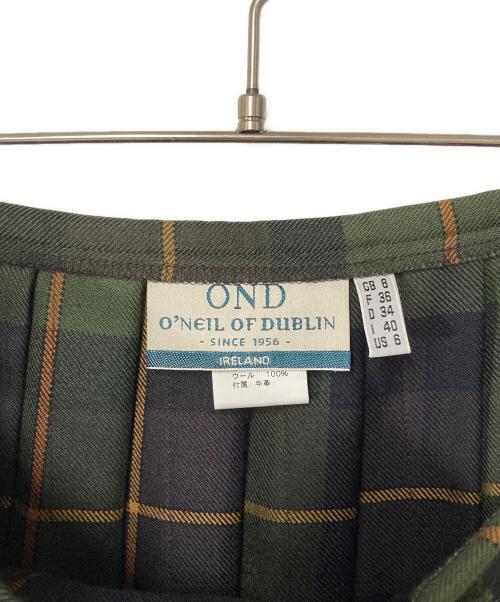 OND
O'NEIL OF DUBLIN
- SINCE 1956 -
IRELAND
ウール 100%
付属 牛革
GB 8
F 36
D 34
I 40
US 6